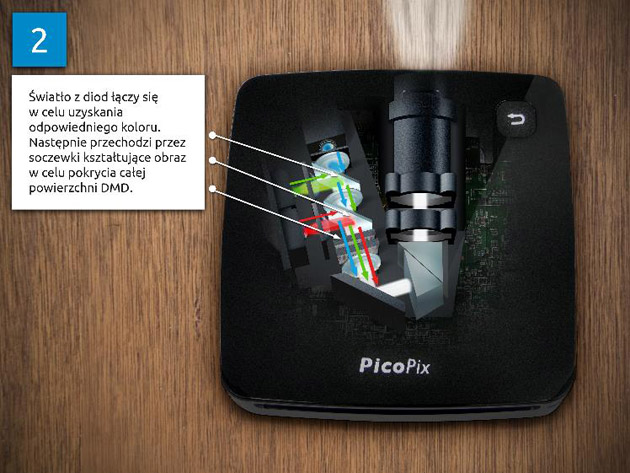 2
Światło z diod łączy się
w celu uzyskania
odpowiedniego koloru.
Następnie przechodzi przez
soczewki kształtujące obraz
w celu pokrycia całej
powierzchni DMD.
PicoPix